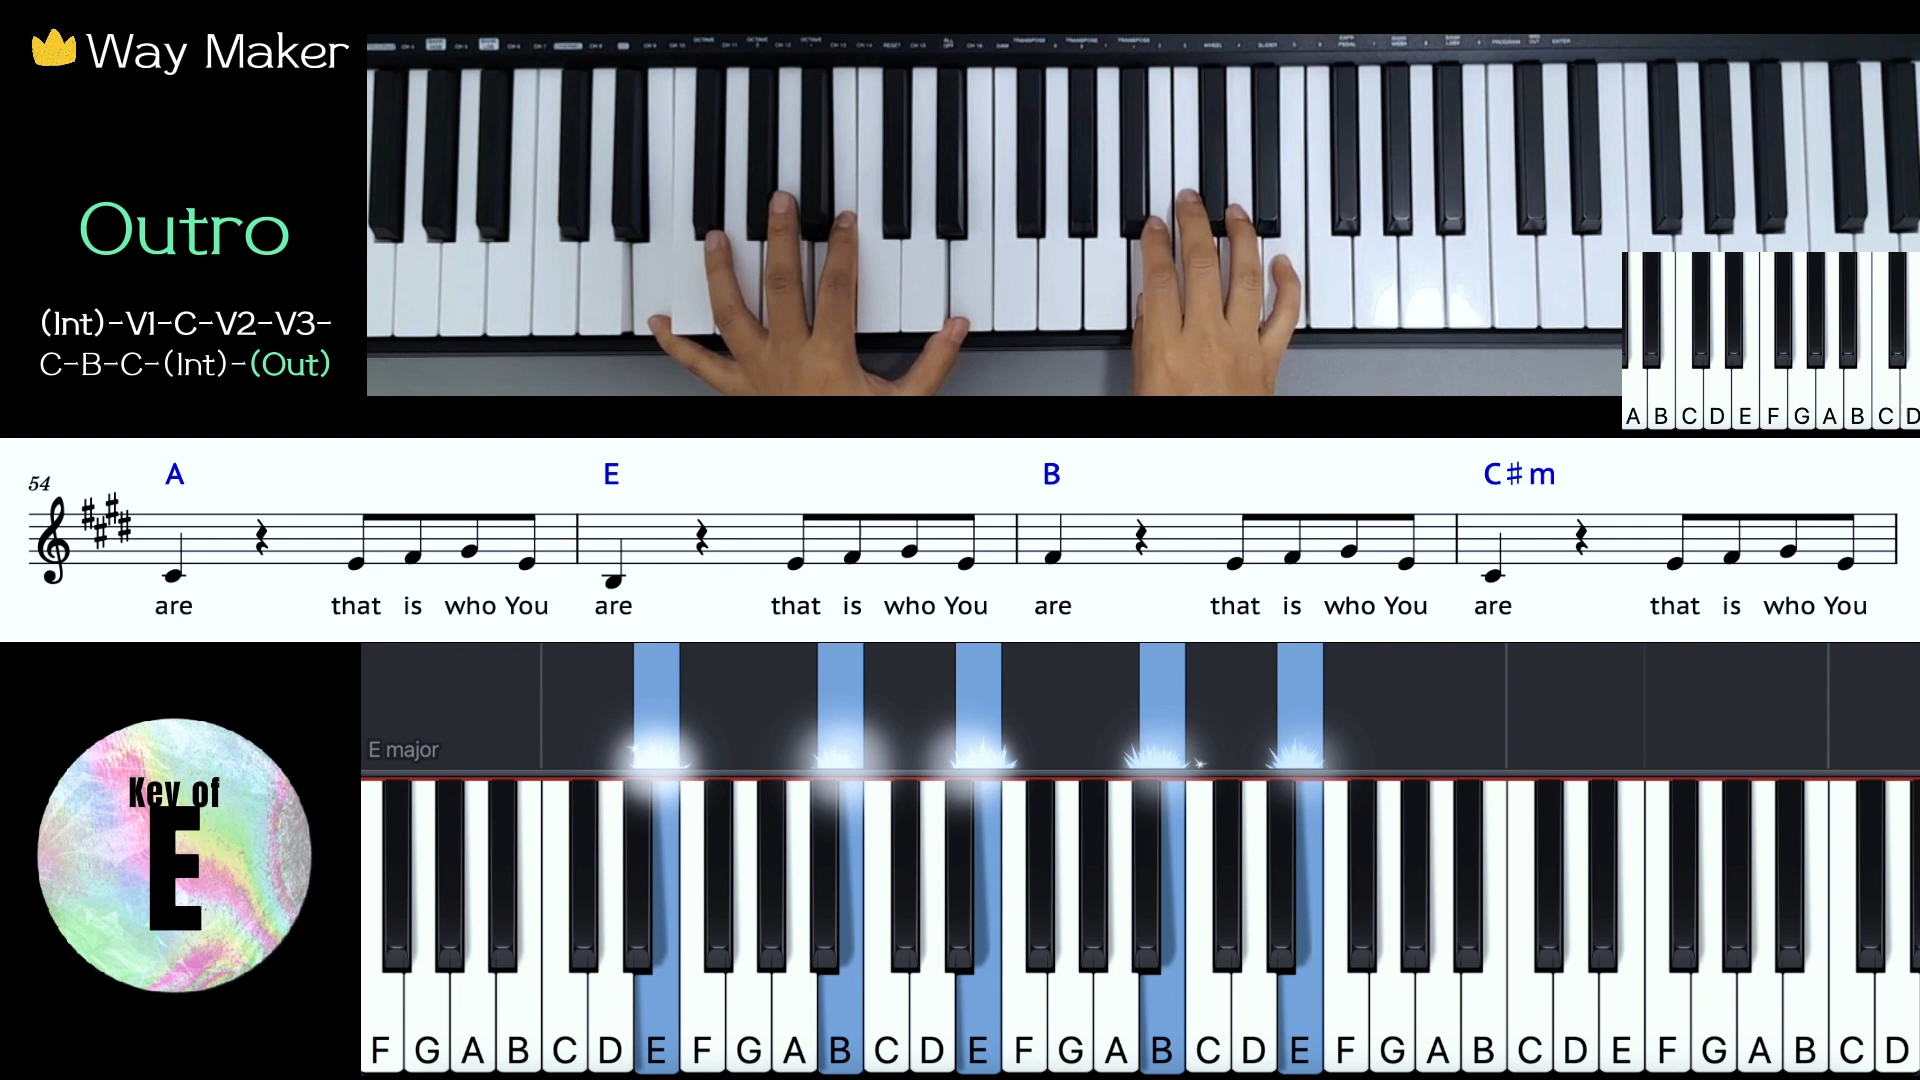 Way Maker
Outro
(Int)-V1-C-V2-V3-
C-B-C-(Int)-(Out)
A B C D E F G A B C D
54
A E B C♯m
are that is who You are that is who You are that is who You are that is who You
E major
Key of
E
F G A B C D E F G A B C D E F G A B C D E F G A B C D E F G A B C D